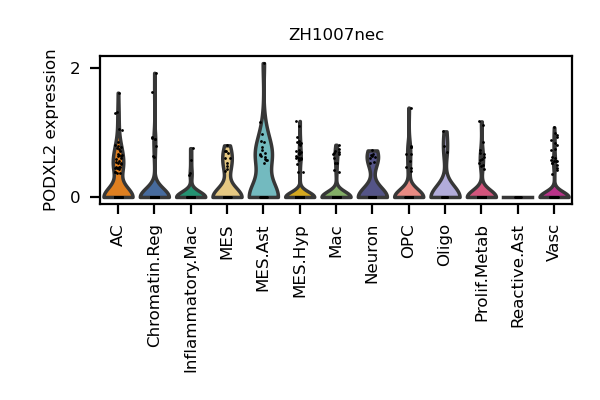 ZH1007nec
PODXL2 expression
2
0
AC
Chromatin.Reg
Inflammatory.Mac
MES
MES.Ast
MES.Hyp
Mac
Neuron
OPC
Oligo
Prolif.Metab
Reactive.Ast
Vasc